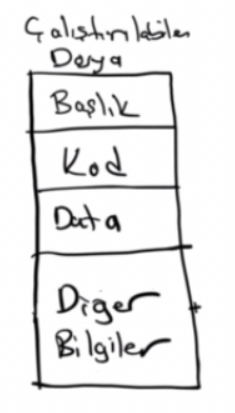 Çalıştırılabilen
Dosya
Başlık
Kod
Data
Diğer
Bilgiler